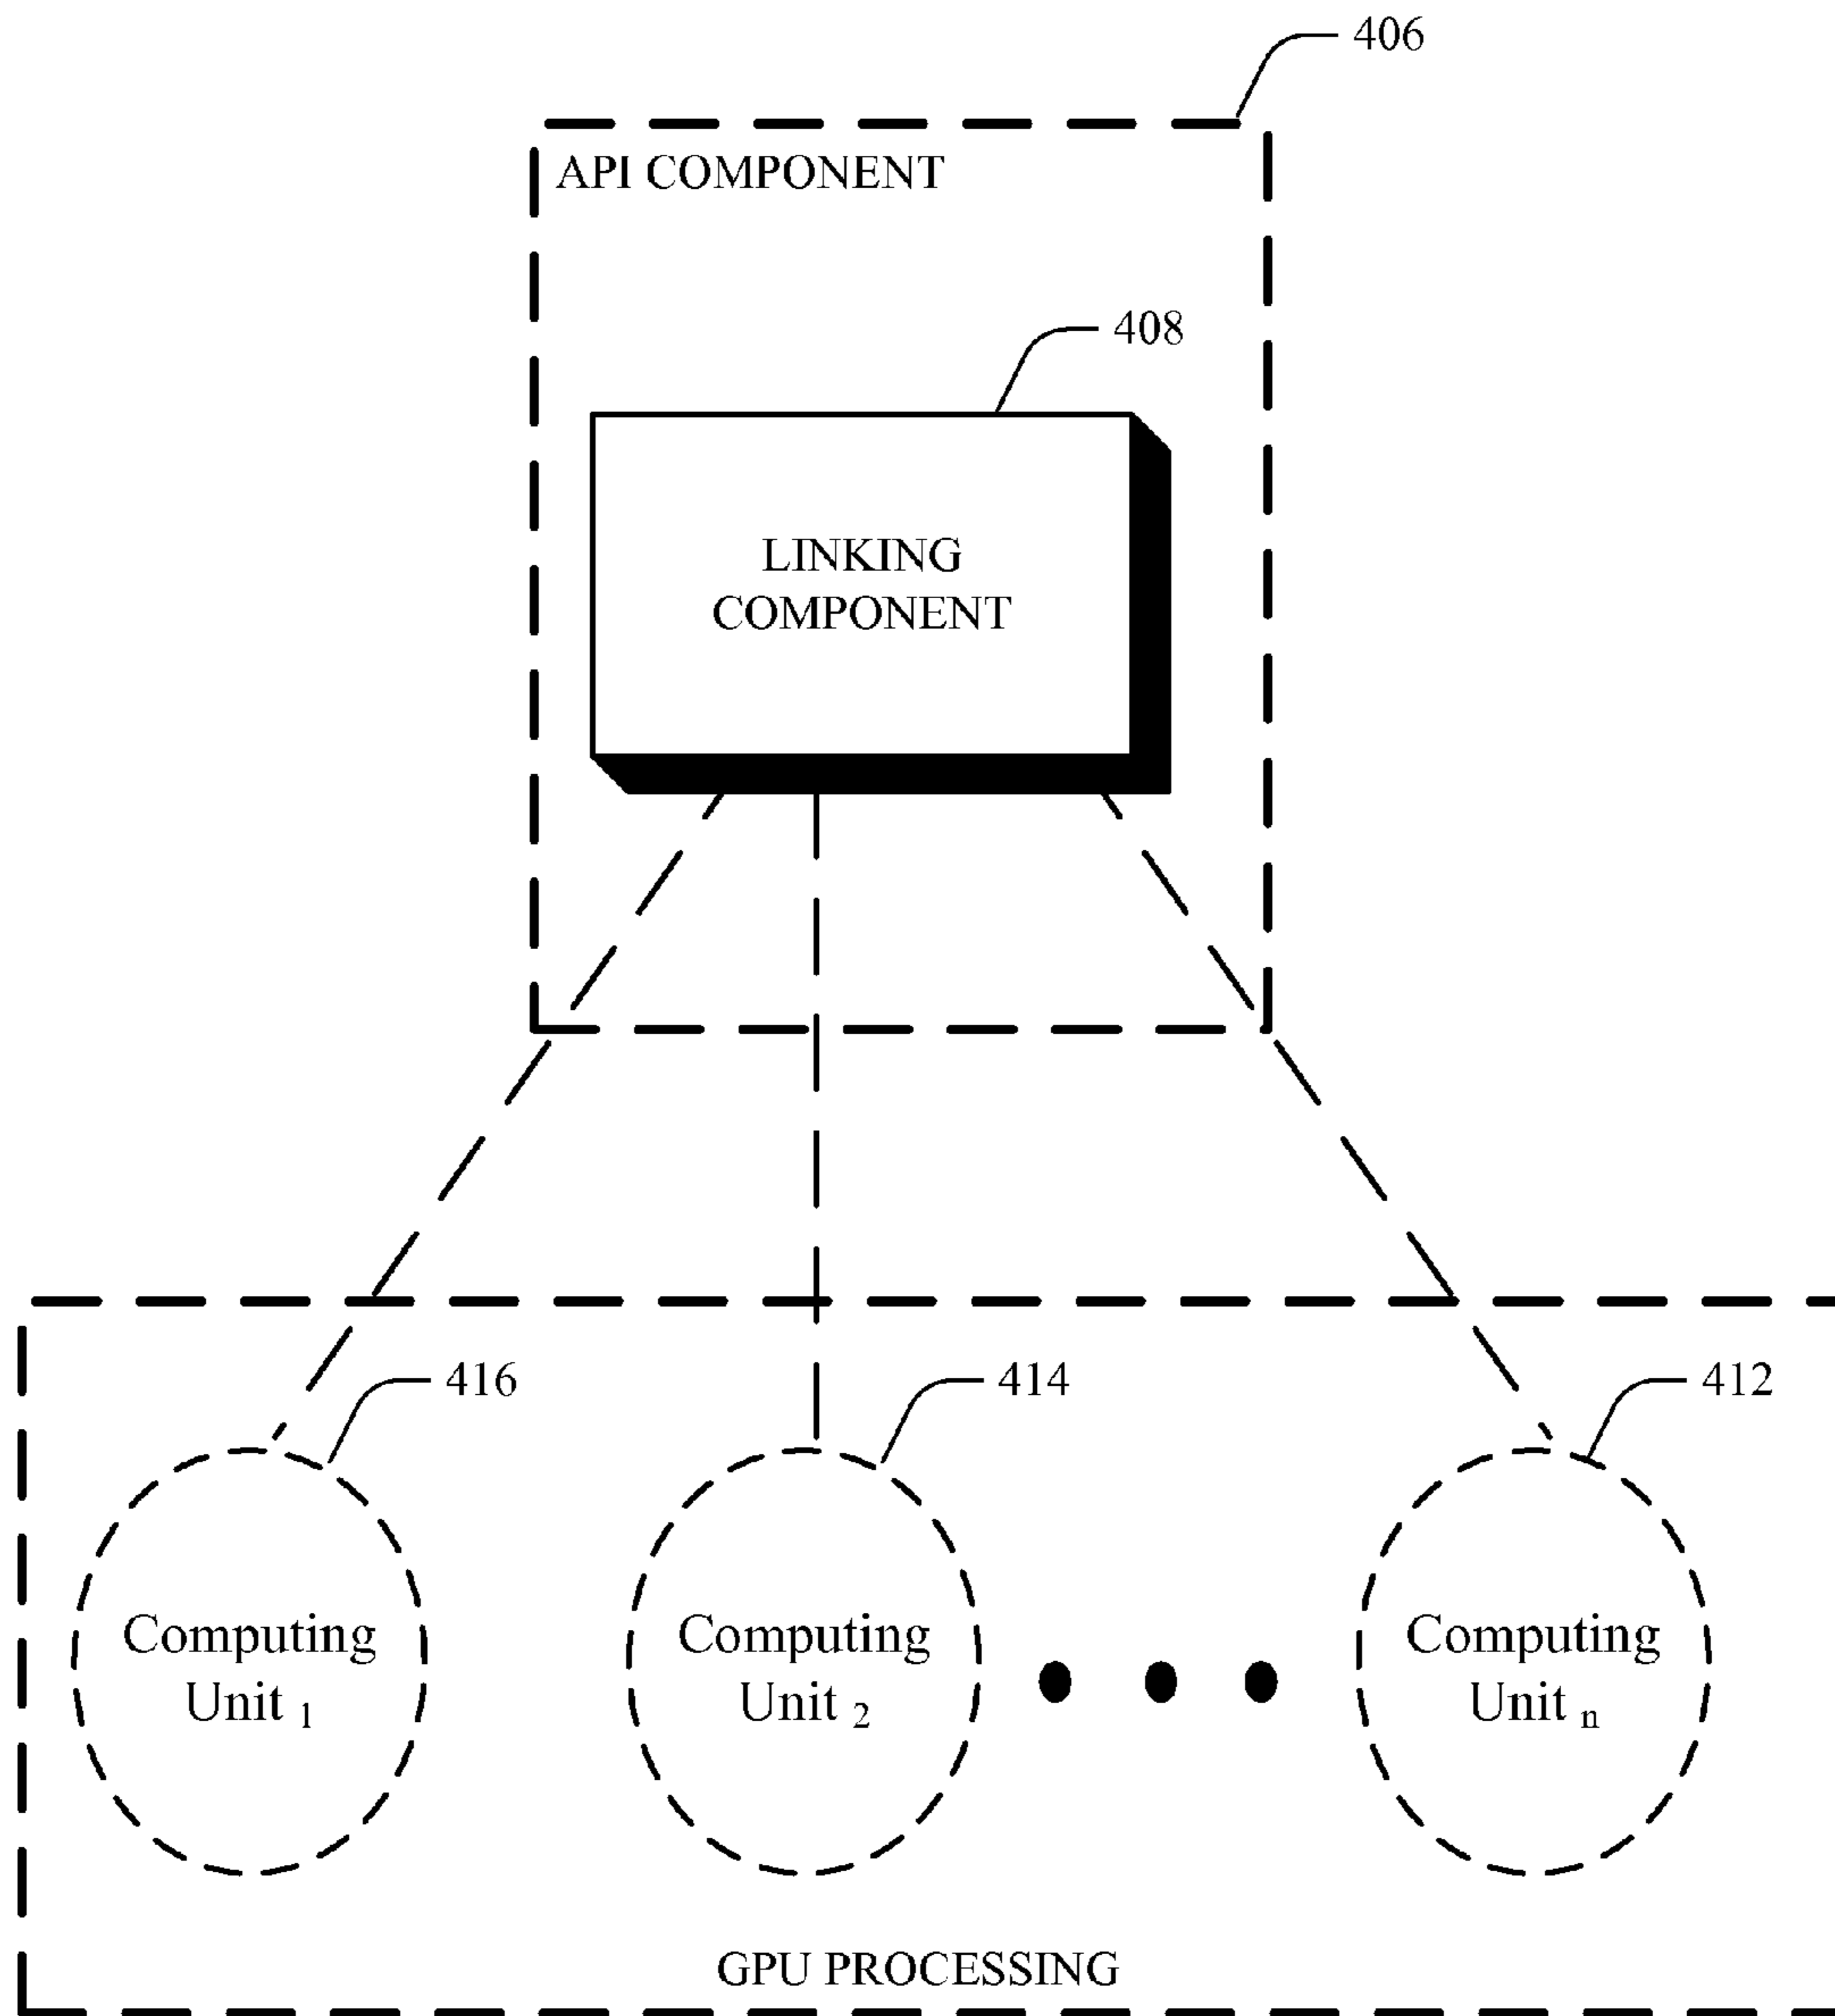 406
API COMPONENT
408
LINKING
COMPONENT
416
414
412
Computing
Unit 1
Computing
Unit 2
Computing
Unit n
GPU PROCESSING